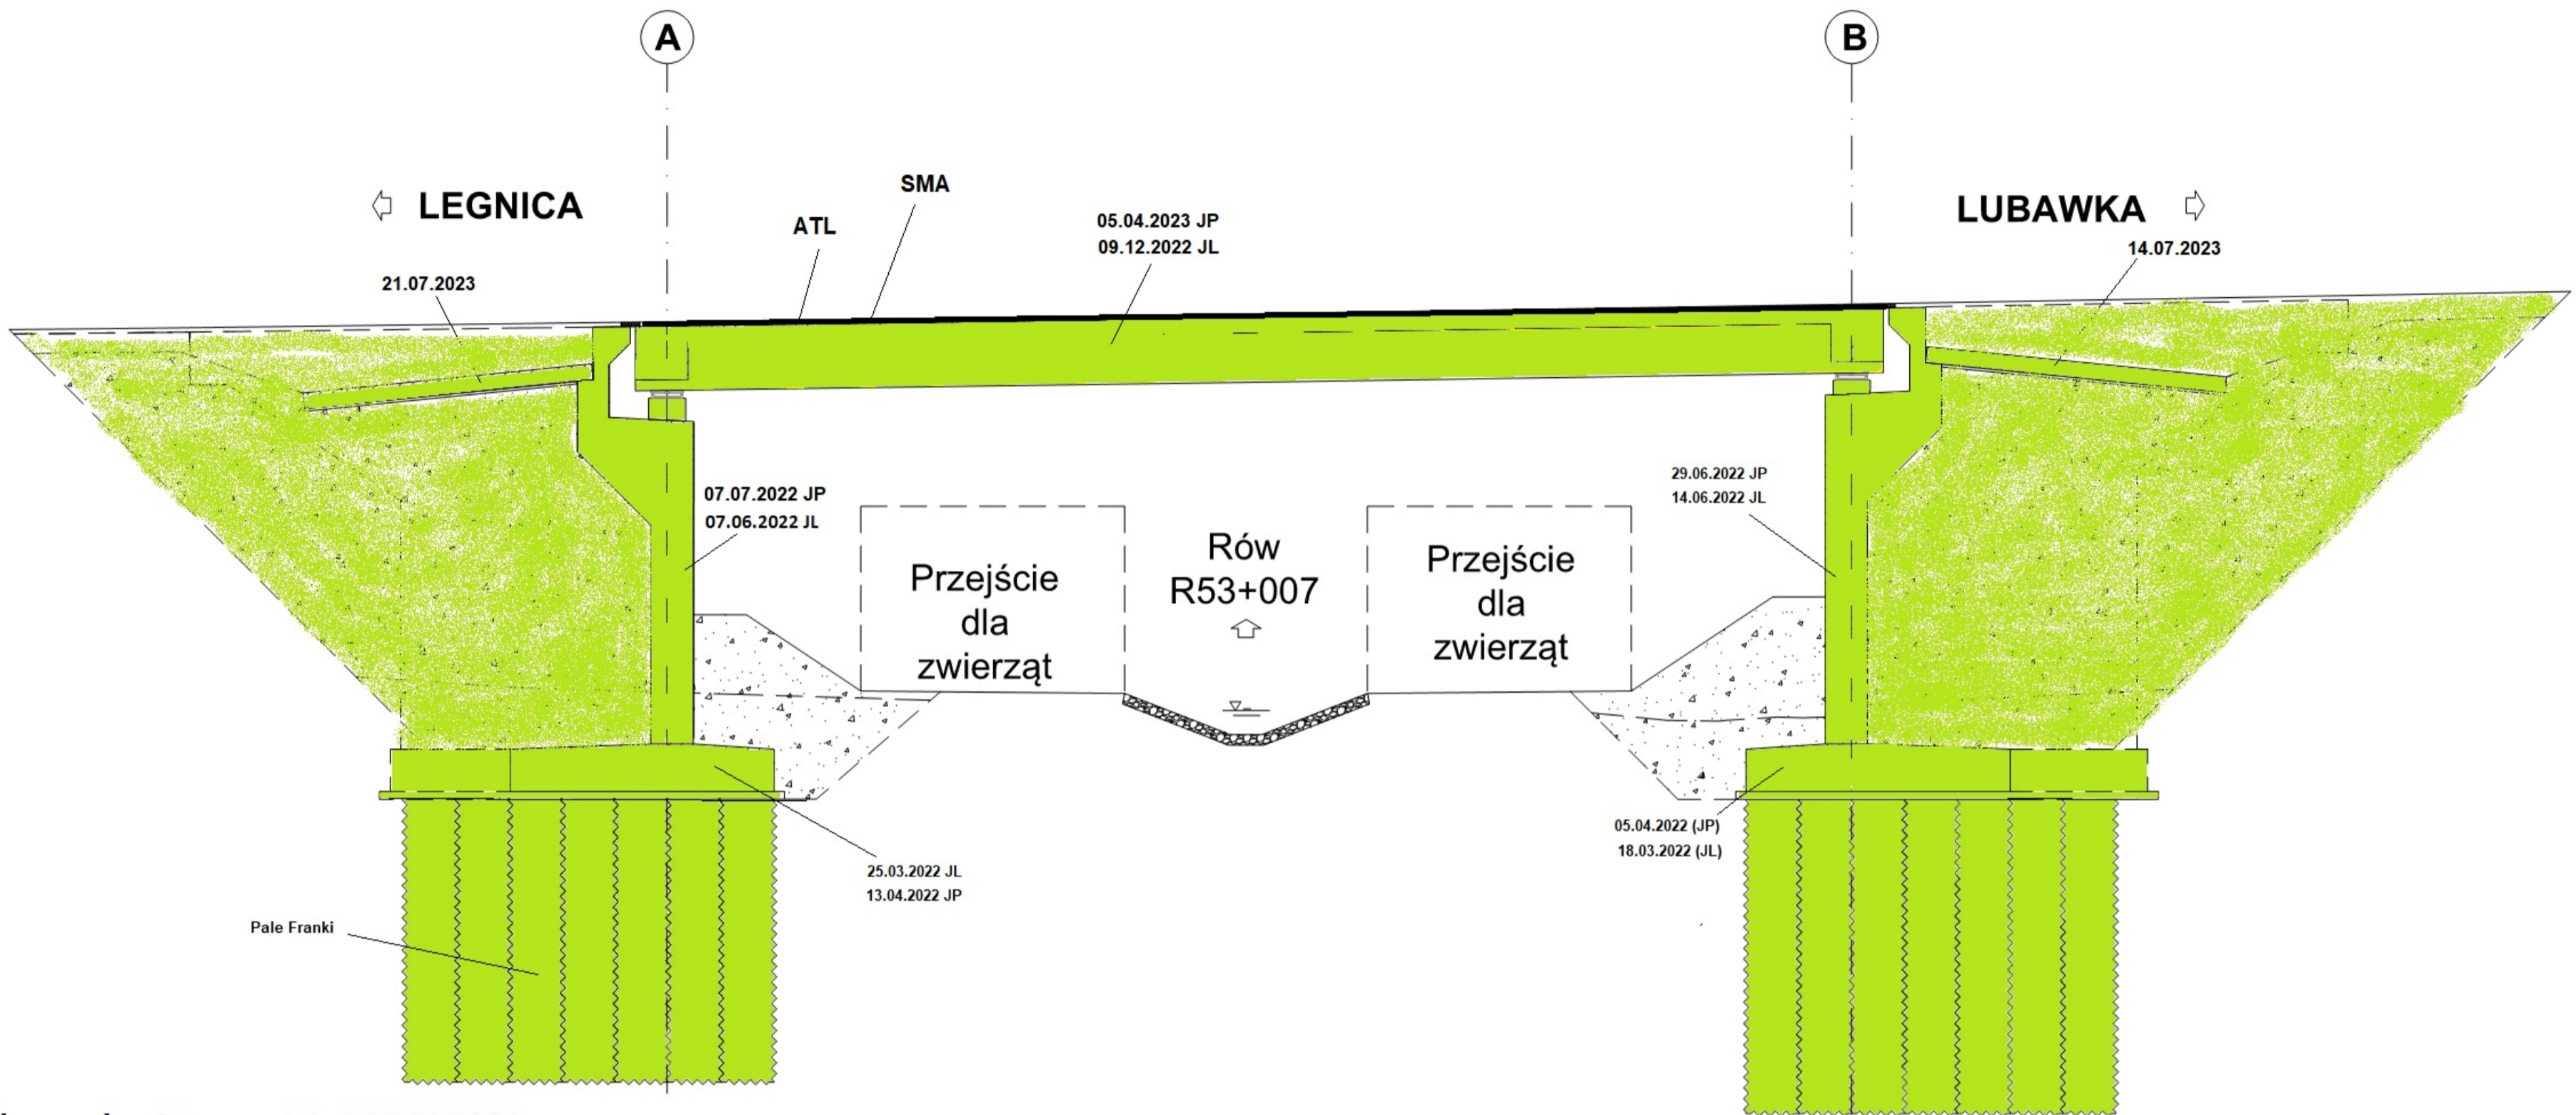 A
B
LEGNICA
LUBAWKA
SMA
ATL
05.04.2023 JP
09.12.2022 JL
21.07.2023
14.07.2023
07.07.2022 JP
07.06.2022 JL
29.06.2022 JP
14.06.2022 JL
Przejście
dla
zwierząt
Rów
R53+007
Przejście
dla
zwierząt
25.03.2022 JL
13.04.2022 JP
05.04.2022 (JP)
18.03.2022 (JL)
Pale Franki